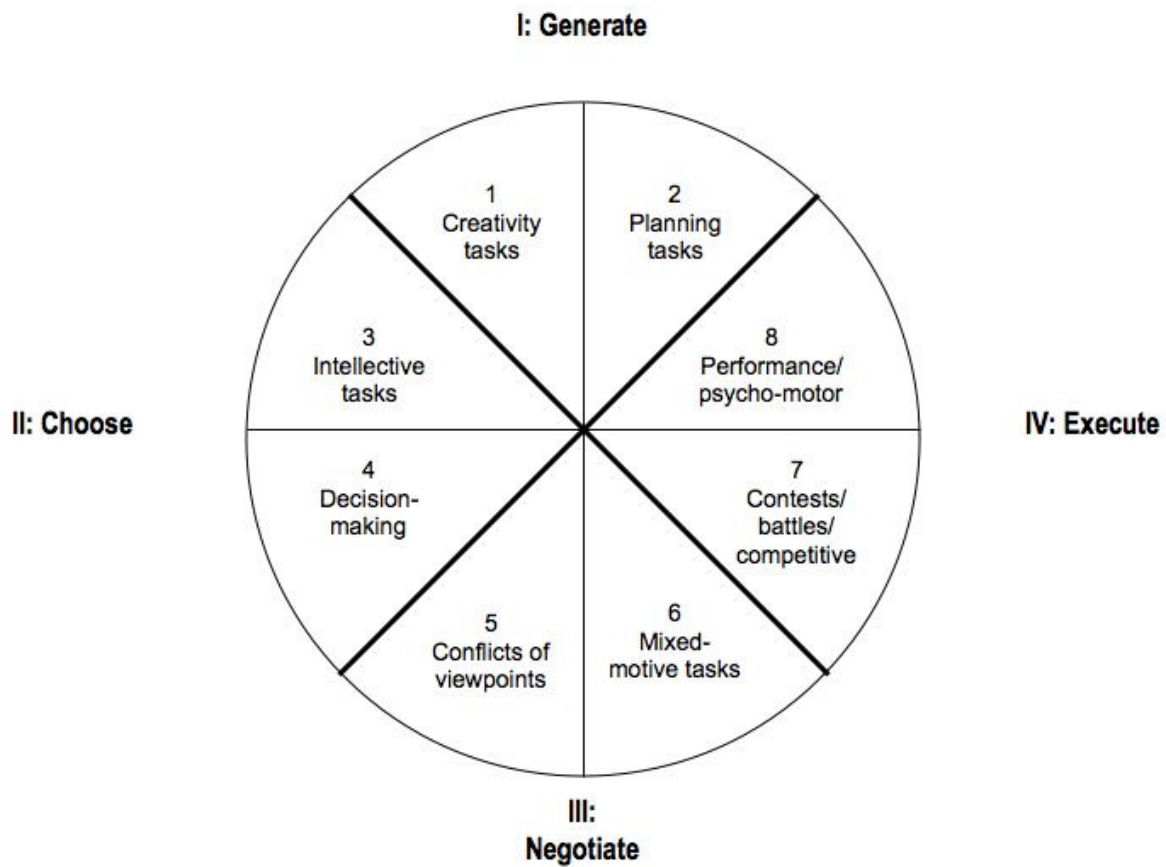 I: Generate
1
Creativity
tasks
2
Planning
tasks
3
Intellective
tasks
8
Performance/
psycho-motor
II: Choose
IV: Execute
4
Decision-
making
7
Contests/
battles/
competitive
5
Conflicts of
viewpoints
6
Mixed-
motive tasks
III:
Negotiate